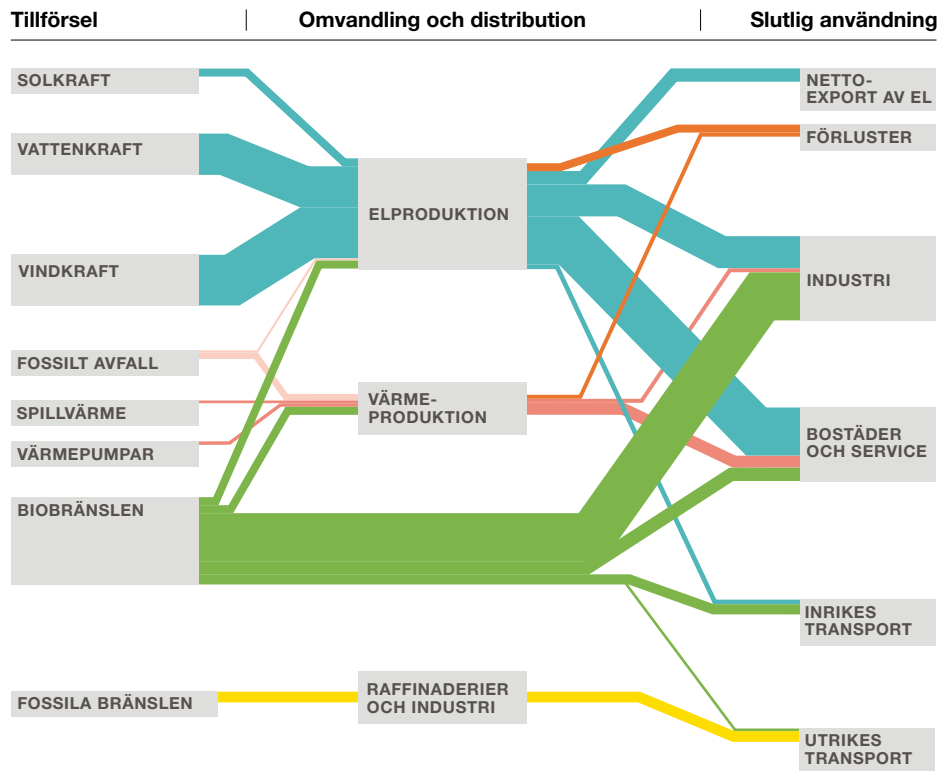 Tillförsel
Omvandling och distribution
Slutlig användning
SOLKRAFT
VATTENKRAFT
VINDKRAFT
FOSSILT AVFALL
SPILLVÄRME
VÄRMEPUMPAR
BIOBRÄNSLEN
FOSSILA BRÄNSLEN
ELPRODUKTION
VÄRME-
PRODUKTION
RAFFINADERIER
OCH INDUSTRI
NETTO-
EXPORT AV EL
FÖRLUSTER
INDUSTRI
BOSTÄDER
OCH SERVICE
INRIKES
TRANSPORT
UTRIKES
TRANSPORT